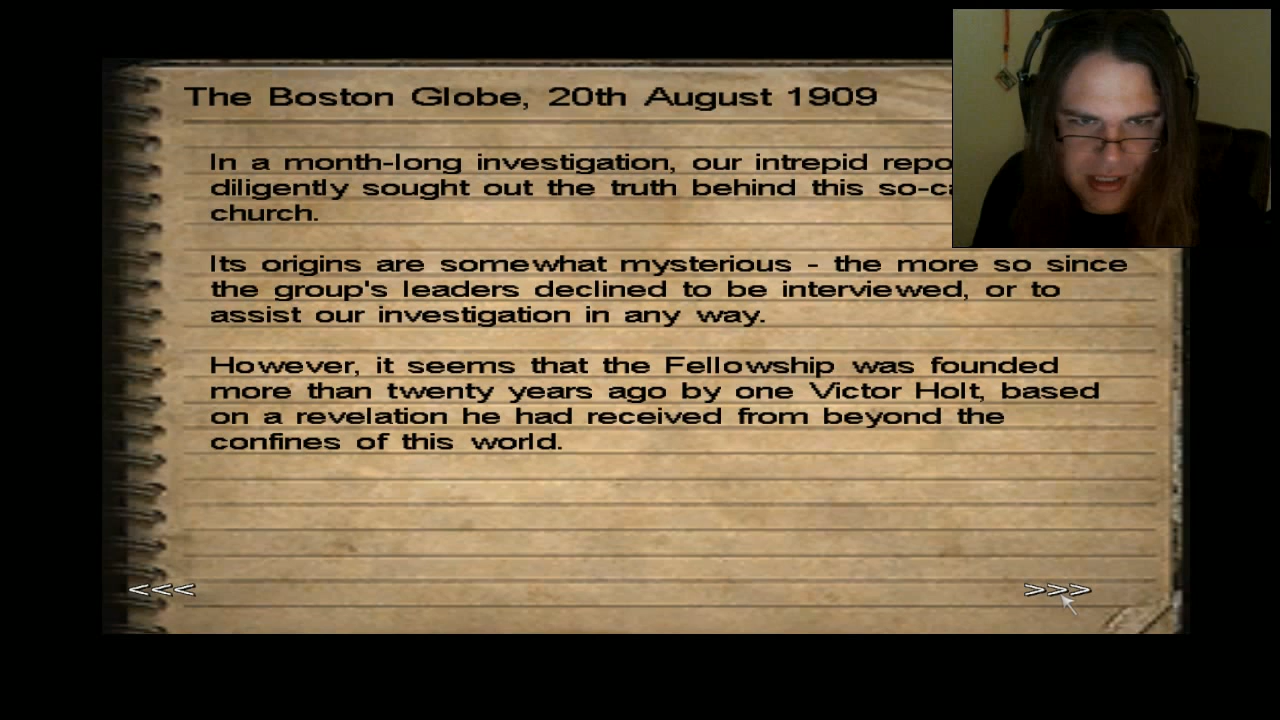 The Boston Globe, 20th August 1909
In a month-long investigation, our intrepid
diligently sought out the truth behind this
church.
Its origins are somewhat mysterious - the more so since
the group's leaders declined to be interviewed, or to
assist our investigation in any way.
However, it seems that the Fellowship was founded
more than twenty years ago by one Victor Holt, based
on a revelation he had received from beyond the
confines of this world.
<<< >>>